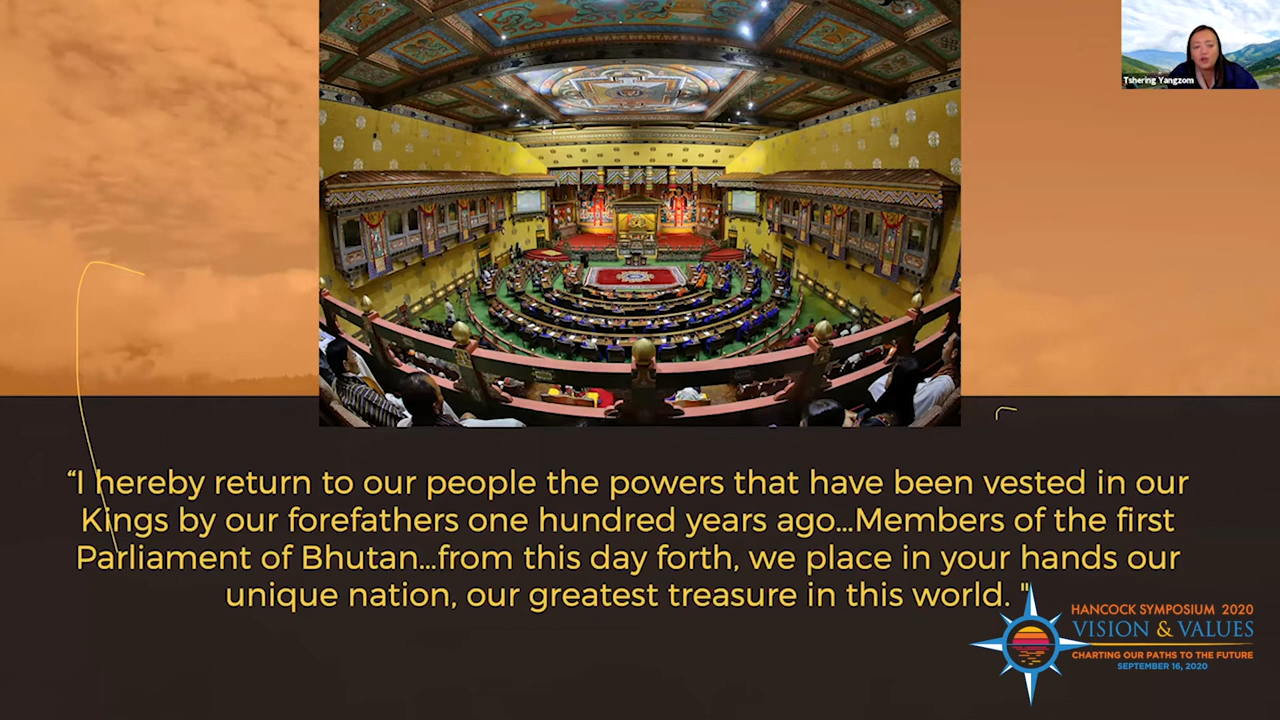 Tshering Yangzom
“I hereby return to our people the powers that have been vested in our
Kings by our forefathers one hundred years ago...Members of the first
Parliament of Bhutan...from this day forth, we place in your hands our
unique nation, our greatest treasure in this world. "
HANCOCK SYMPOSIUM 2020
VISION & VALUES
CHARTING OUR PATHS TO THE FUTURE
SEPTEMBER 16, 2020